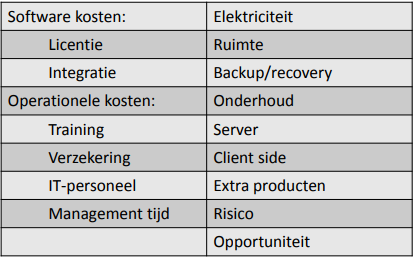 Software kosten: Elektriciteit
Licentie Ruimte
Integratie Backup/recovery
Operationele kosten: Onderhoud
Training Server
Verzekering Client side
IT-personeel Extra producten
Management tijd Risico
Opportuniteit